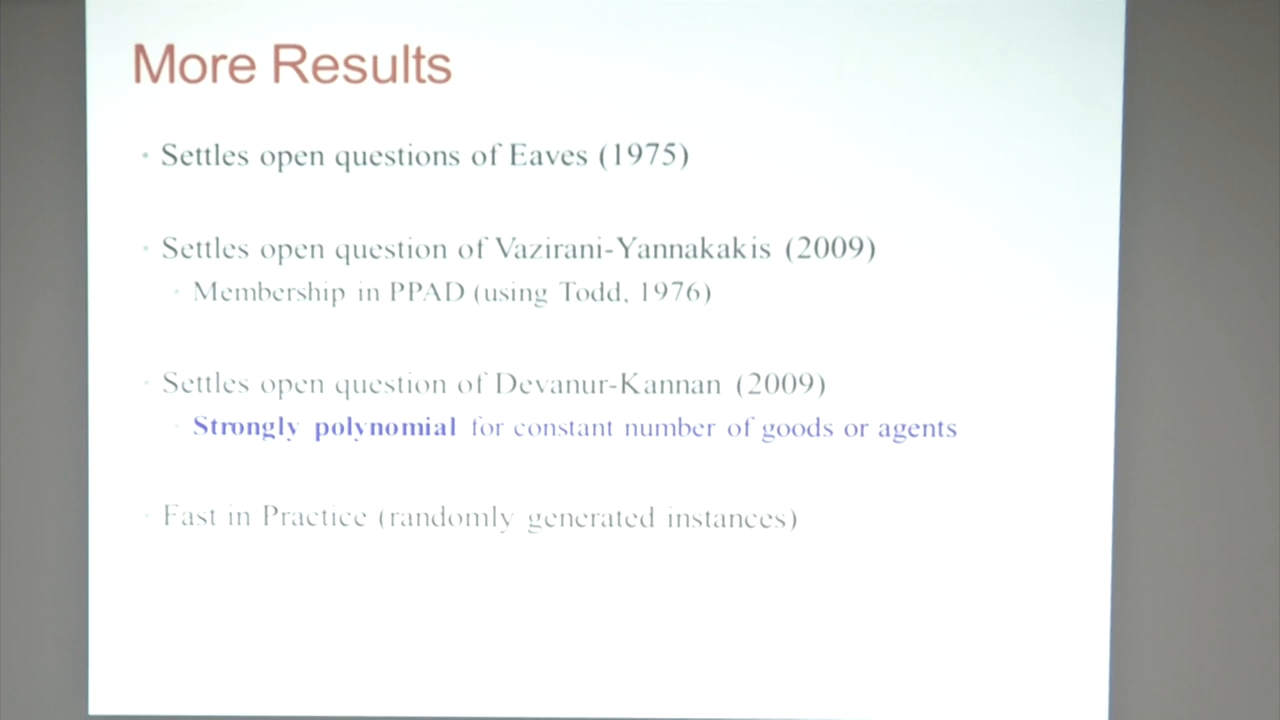 More Results
• Settles open questions of Eaves (1975)
• Settles open question of Vazirani-Yannakakis (2009)
• Membership in PPAD (using Todd, 1976)
• Settles open question of Devanur-Kannan (2009)
• Strongly polynomial for constant number of goods or agents
• Fast in Practice (randomly generated instances)